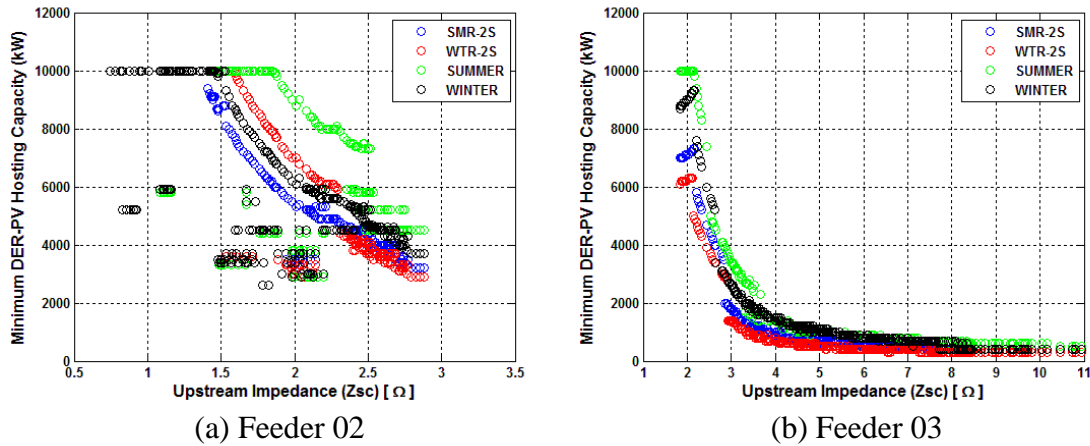 12000
10000
8000
6000
4000
2000
0
Minimum DER-PV Hosting Capacity (kW)
0.5 1 1.5 2 2.5 3 3.5
Upstream Impedance (Zsc) [ Ω ]
SMR-2S
WTR-2S
SUMMER
WINTER
(a) Feeder 02
12000
10000
8000
6000
4000
2000
0
Minimum DER-PV Hosting Capacity (kW)
1 2 3 4 5 6 7 8 9 10 11
Upstream Impedance (Zsc) [ Ω ]
SMR-2S
WTR-2S
SUMMER
WINTER
(b) Feeder 03